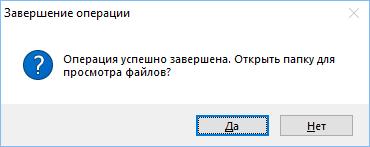 Завершение операции
Операция успешно завершена. Открыть папку для
просмотра файлов?
Да
Нет